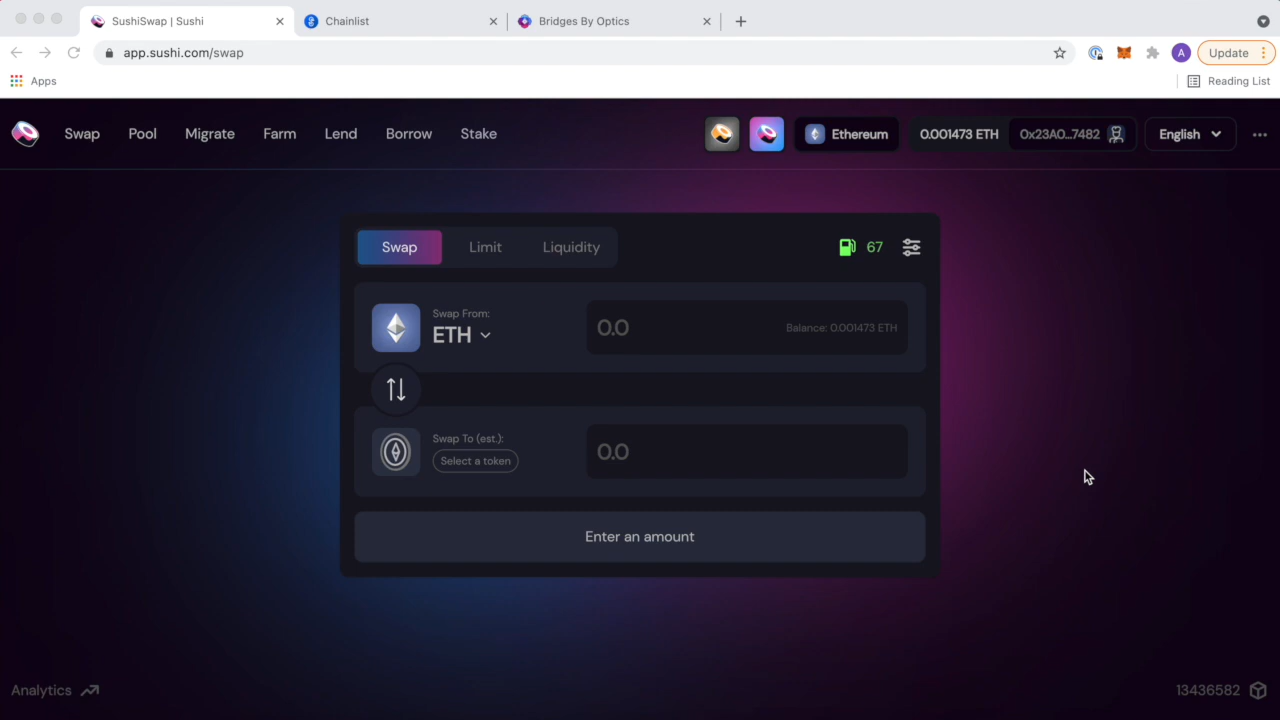 SushiSwap | Sushi
Chainlist
Bridges By Optics
app.sushi.com/swap
A
Update
Apps
Reading List
Swap
Pool
Migrate
Farm
Lend
Borrow
Stake
Ethereum
0.001473 ETH
0x23A0...7482
English
Swap
Limit
Liquidity
67
Swap From:
ETH
0.0
Balance: 0.001473 ETH
Swap To (est.):
Select a token
0.0
Enter an amount
Analytics
13436582